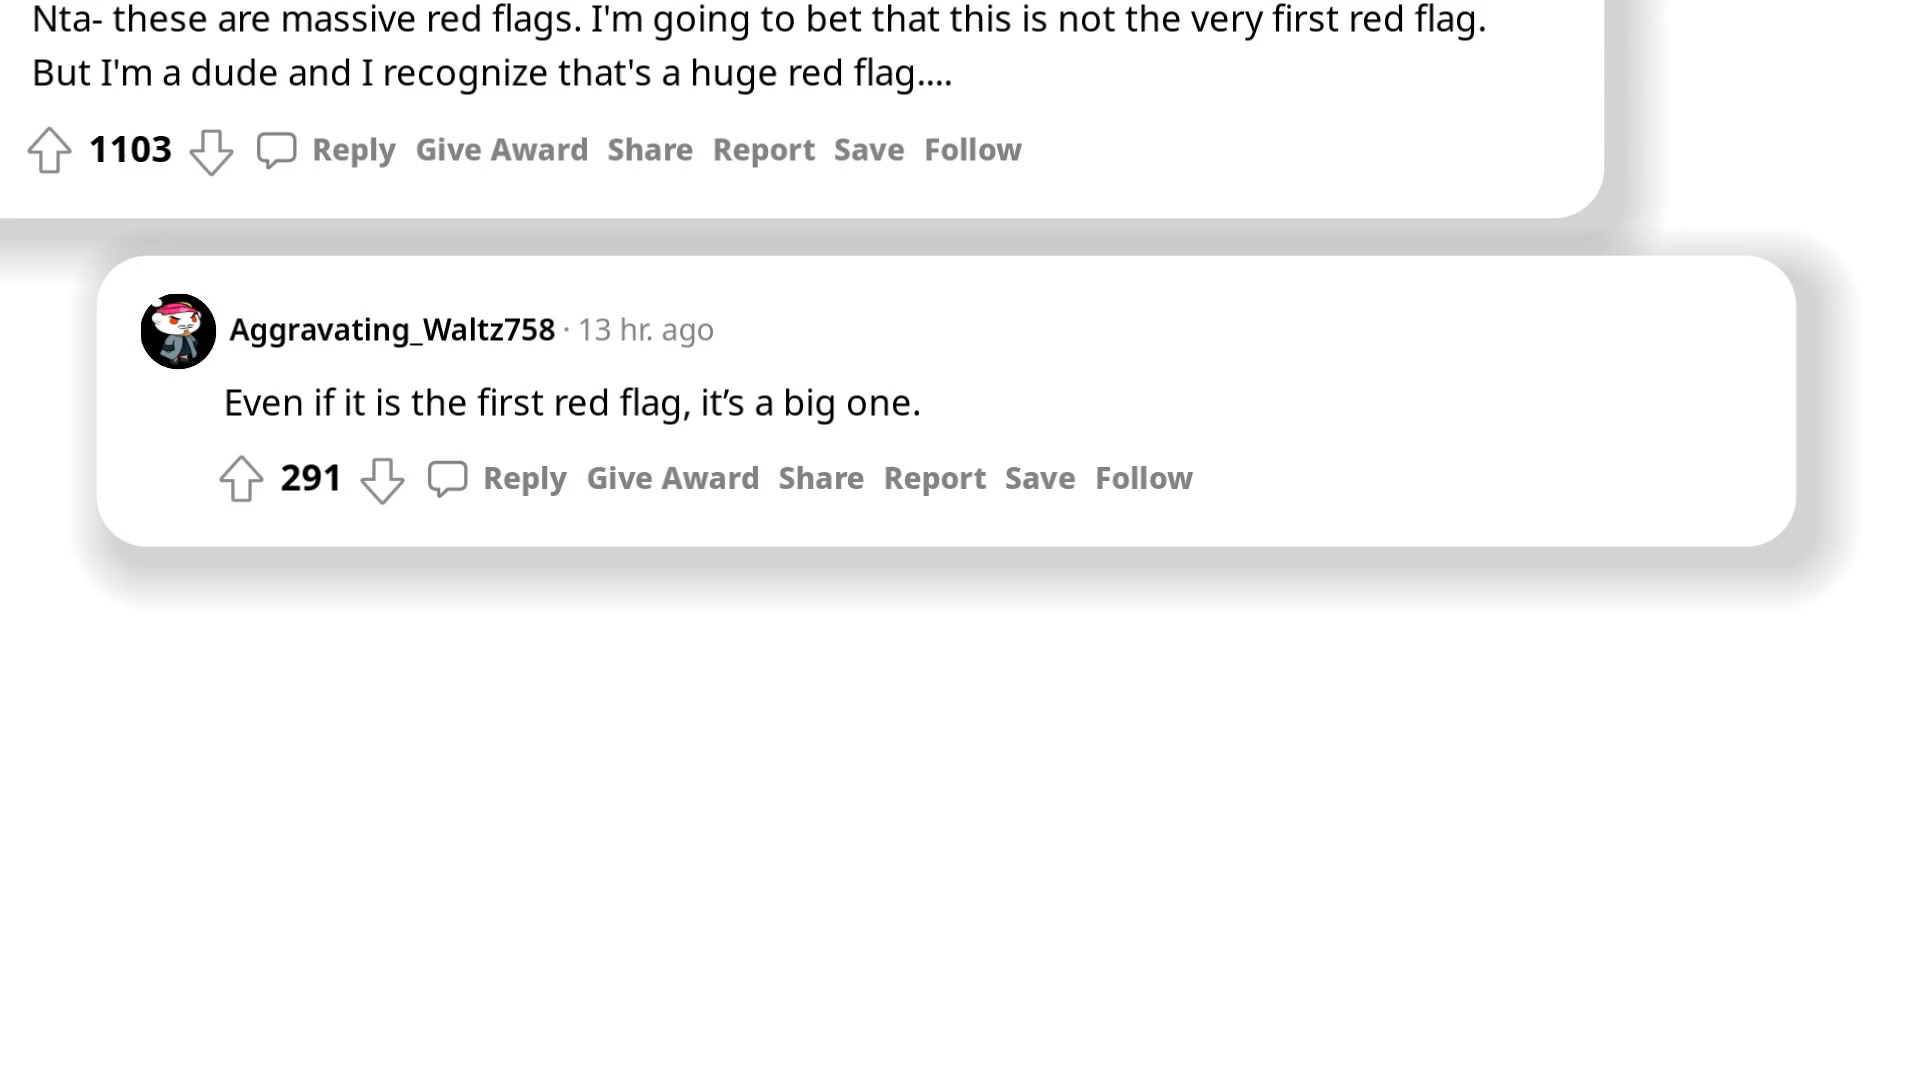 Nta- these are massive red flags. I'm going to bet that this is not the very first red flag.
But I'm a dude and I recognize that's a huge red flag....
1103 Reply Give Award Share Report Save Follow
Aggravating_Waltz758 · 13 hr. ago
Even if it is the first red flag, it’s a big one.
291 Reply Give Award Share Report Save Follow